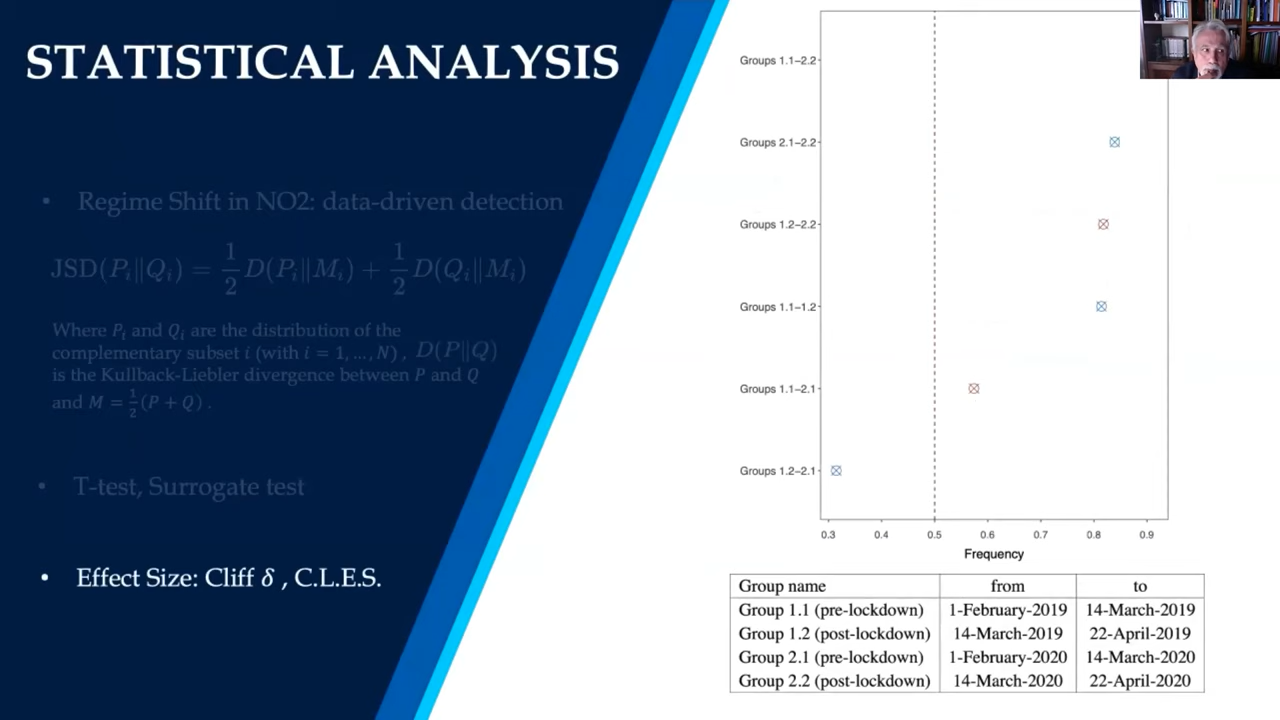 STATISTICAL ANALYSIS
• Regime Shift in NO2: data-driven detection
JSD(P_i‖Q_i) = 1/2 D(P_i‖M_i) + 1/2 D(Q_i‖M_i)
Where P_i and Q_i are the distribution of the
complementary subset i (with i = 1, ..., N) , D(P‖Q)
is the Kullback-Liebler divergence between P and Q
and M = 1/2 (P + Q) .
• T-test, Surrogate test
• Effect Size: Cliff δ , C.L.E.S.
Groups 1.1–2.2
Groups 2.1–2.2
Groups 1.2–2.2
Groups 1.1–1.2
Groups 1.1–2.1
Groups 1.2–2.1
0.3 0.4 0.5 0.6 0.7 0.8 0.9
Frequency
Group name from to
Group 1.1 (pre-lockdown) 1-February-2019 14-March-2019
Group 1.2 (post-lockdown) 14-March-2019 22-April-2019
Group 2.1 (pre-lockdown) 1-February-2020 14-March-2020
Group 2.2 (post-lockdown) 14-March-2020 22-April-2020